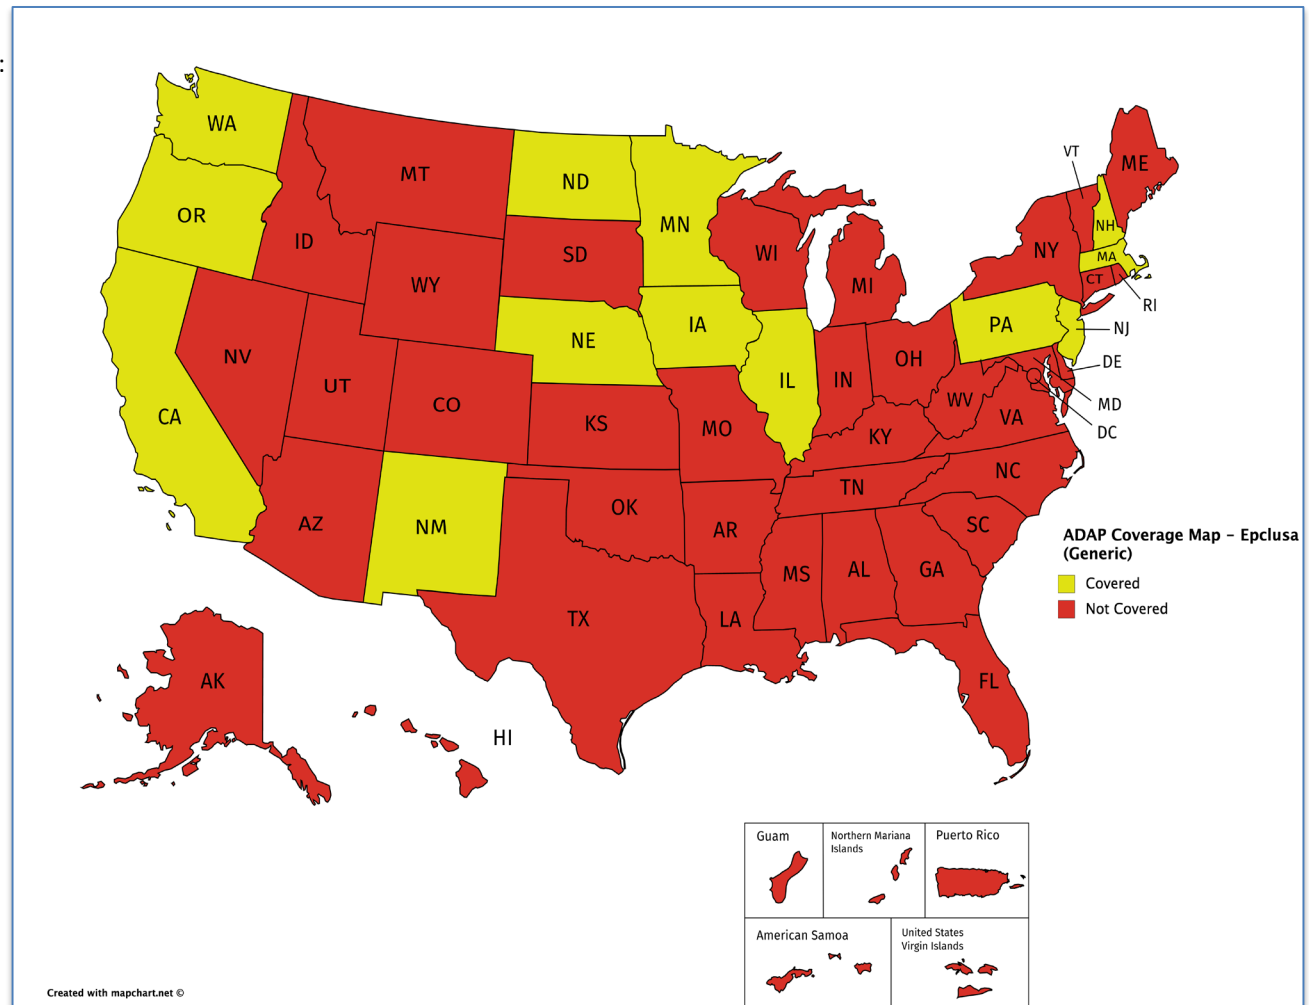 :
WA
MT
ND
MN
VT
ME
OR
ID
SD
WI
NH
NY
MA
WY
MI
CT
RI
NE
IA
PA
NJ
NV
UT
CO
IL
IN
OH
DE
CA
KS
MO
WV
VA
MD
KY
DC
AZ
NM
OK
AR
TN
NC
SC
ADAP Coverage Map – Epclusa
(Generic)
MS
AL
GA
Covered
TX
LA
Not Covered
AK
FL
HI
Guam
Northern Mariana
Islands
Puerto Rico
American Samoa
United States
Virgin Islands
Created with mapchart.net ©